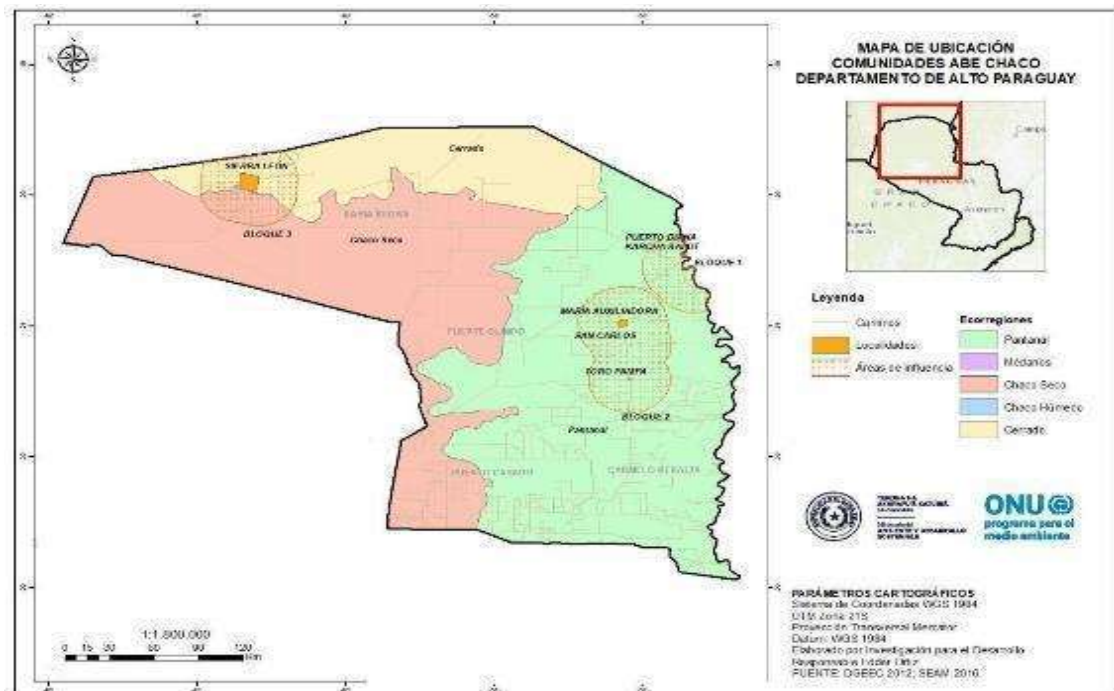 MAPA DE UBICACIÓN
COMUNIDADES ABE CHACO
DEPARTAMENTO DE ALTO PARAGUAY
Cerrado
SIERRA LEÓN
BLOQUE 3
Chaco Seco
FUERTE OLIMPO
BLOQUE 1
MARÍA AUXILIADORA
SAN CARLOS
TORO PAMPA
BLOQUE 2
Pantanal
CARMELO PERALTA
Leyenda
Caminos
Localidades
Áreas de influencia
Ecorregiones
Pantanal
Médanos
Chaco Seco
Chaco Húmedo
Cerrado
ONU
programa para el
medio ambiente
1:1.800.000
0 15 30 60 90 120
Km
PARÁMETROS CARTOGRÁFICOS
Sistema de Coordenadas WGS 1984
UTM Zona 21S
Proyección Transversal Mercator
Datum: WGS 1984
Elaborado por Investigación para el Desarrollo
Responsable Ortiz
FUENTE: DGEEC 2012; SEAM 2016